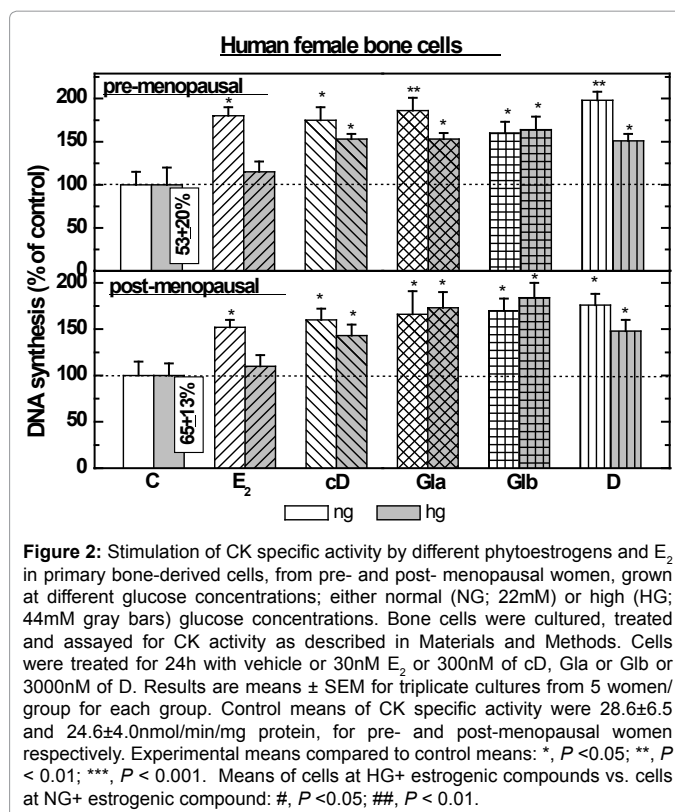 Human female bone cells
pre-menopausal
200
150
100
50
0
* * * ** * * * ** *
53±20%
DNA synthesis (% of control)
post-menopausal
200
150
100
50
0
* * * * * * * * *
65±13%
C E₂ cD Gla Glb D
ng hg
Figure 2: Stimulation of CK specific activity by different phytoestrogens and E₂
in primary bone-derived cells, from pre- and post- menopausal women, grown
at different glucose concentrations; either normal (NG; 22mM) or high (HG;
44mM gray bars) glucose concentrations. Bone cells were cultured, treated
and assayed for CK activity as described in Materials and Methods. Cells
were treated for 24h with vehicle or 30nM E₂ or 300nM of cD, Gla or Glb or
3000nM of D. Results are means ± SEM for triplicate cultures from 5 women/
group for each group. Control means of CK specific activity were 28.6±6.5
and 24.6±4.0nmol/min/mg protein, for pre- and post-menopausal women
respectively. Experimental means compared to control means: *, P <0.05; **, P
< 0.01; ***, P < 0.001. Means of cells at HG+ estrogenic compounds vs. cells
at NG+ estrogenic compound: #, P <0.05; ##, P < 0.01.